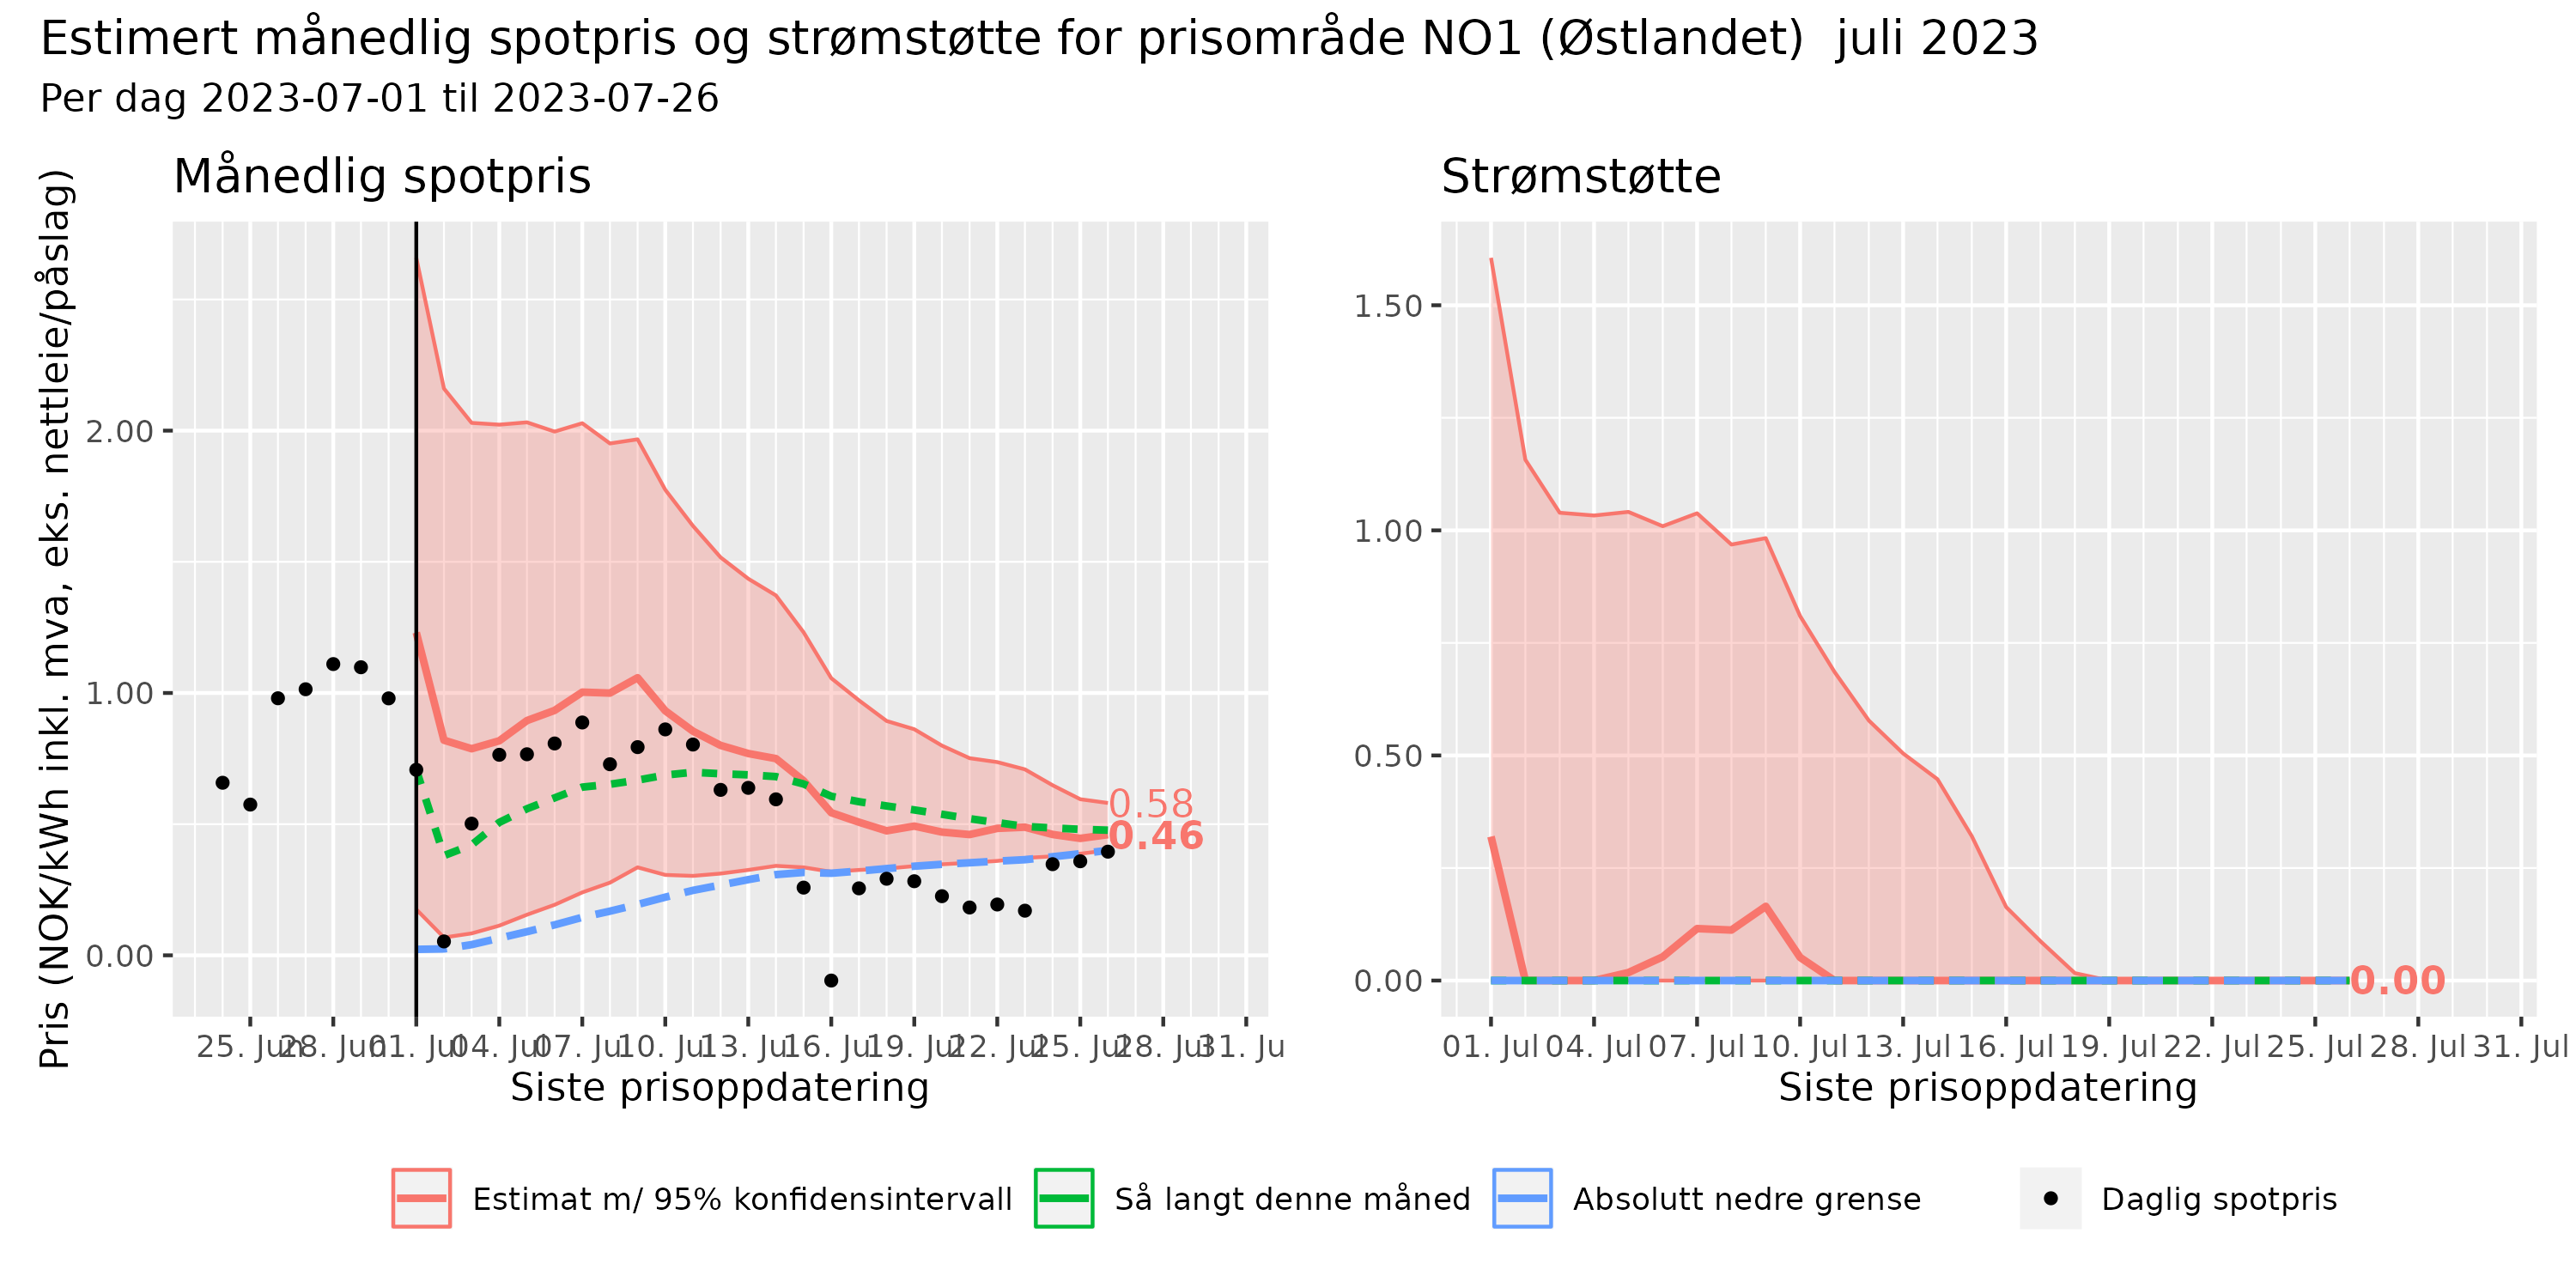 Estimert månedlig spotpris og strømstøtte for prisområde NO1 (Østlandet)  juli 2023
Per dag 2023-07-01 til 2023-07-26
Månedlig spotpris
Pris (NOK/kWh inkl. mva, eks. nettleie/påslag)
2.00
1.00
0.00
0.58
0.46
25. Jun 28. Jun 01. Jul 04. Jul 07. Jul 10. Jul 13. Jul 16. Jul 19. Jul 22. Jul 25. Jul 28. Jul 31. Ju
Siste prisoppdatering
Strømstøtte
1.50
1.00
0.50
0.00
0.00
01. Jul 04. Jul 07. Jul 10. Jul 13. Jul 16. Jul 19. Jul 22. Jul 25. Jul 28. Jul 31. Jul
Siste prisoppdatering
Estimat m/ 95% konfidensintervall
Så langt denne måned
Absolutt nedre grense
Daglig spotpris